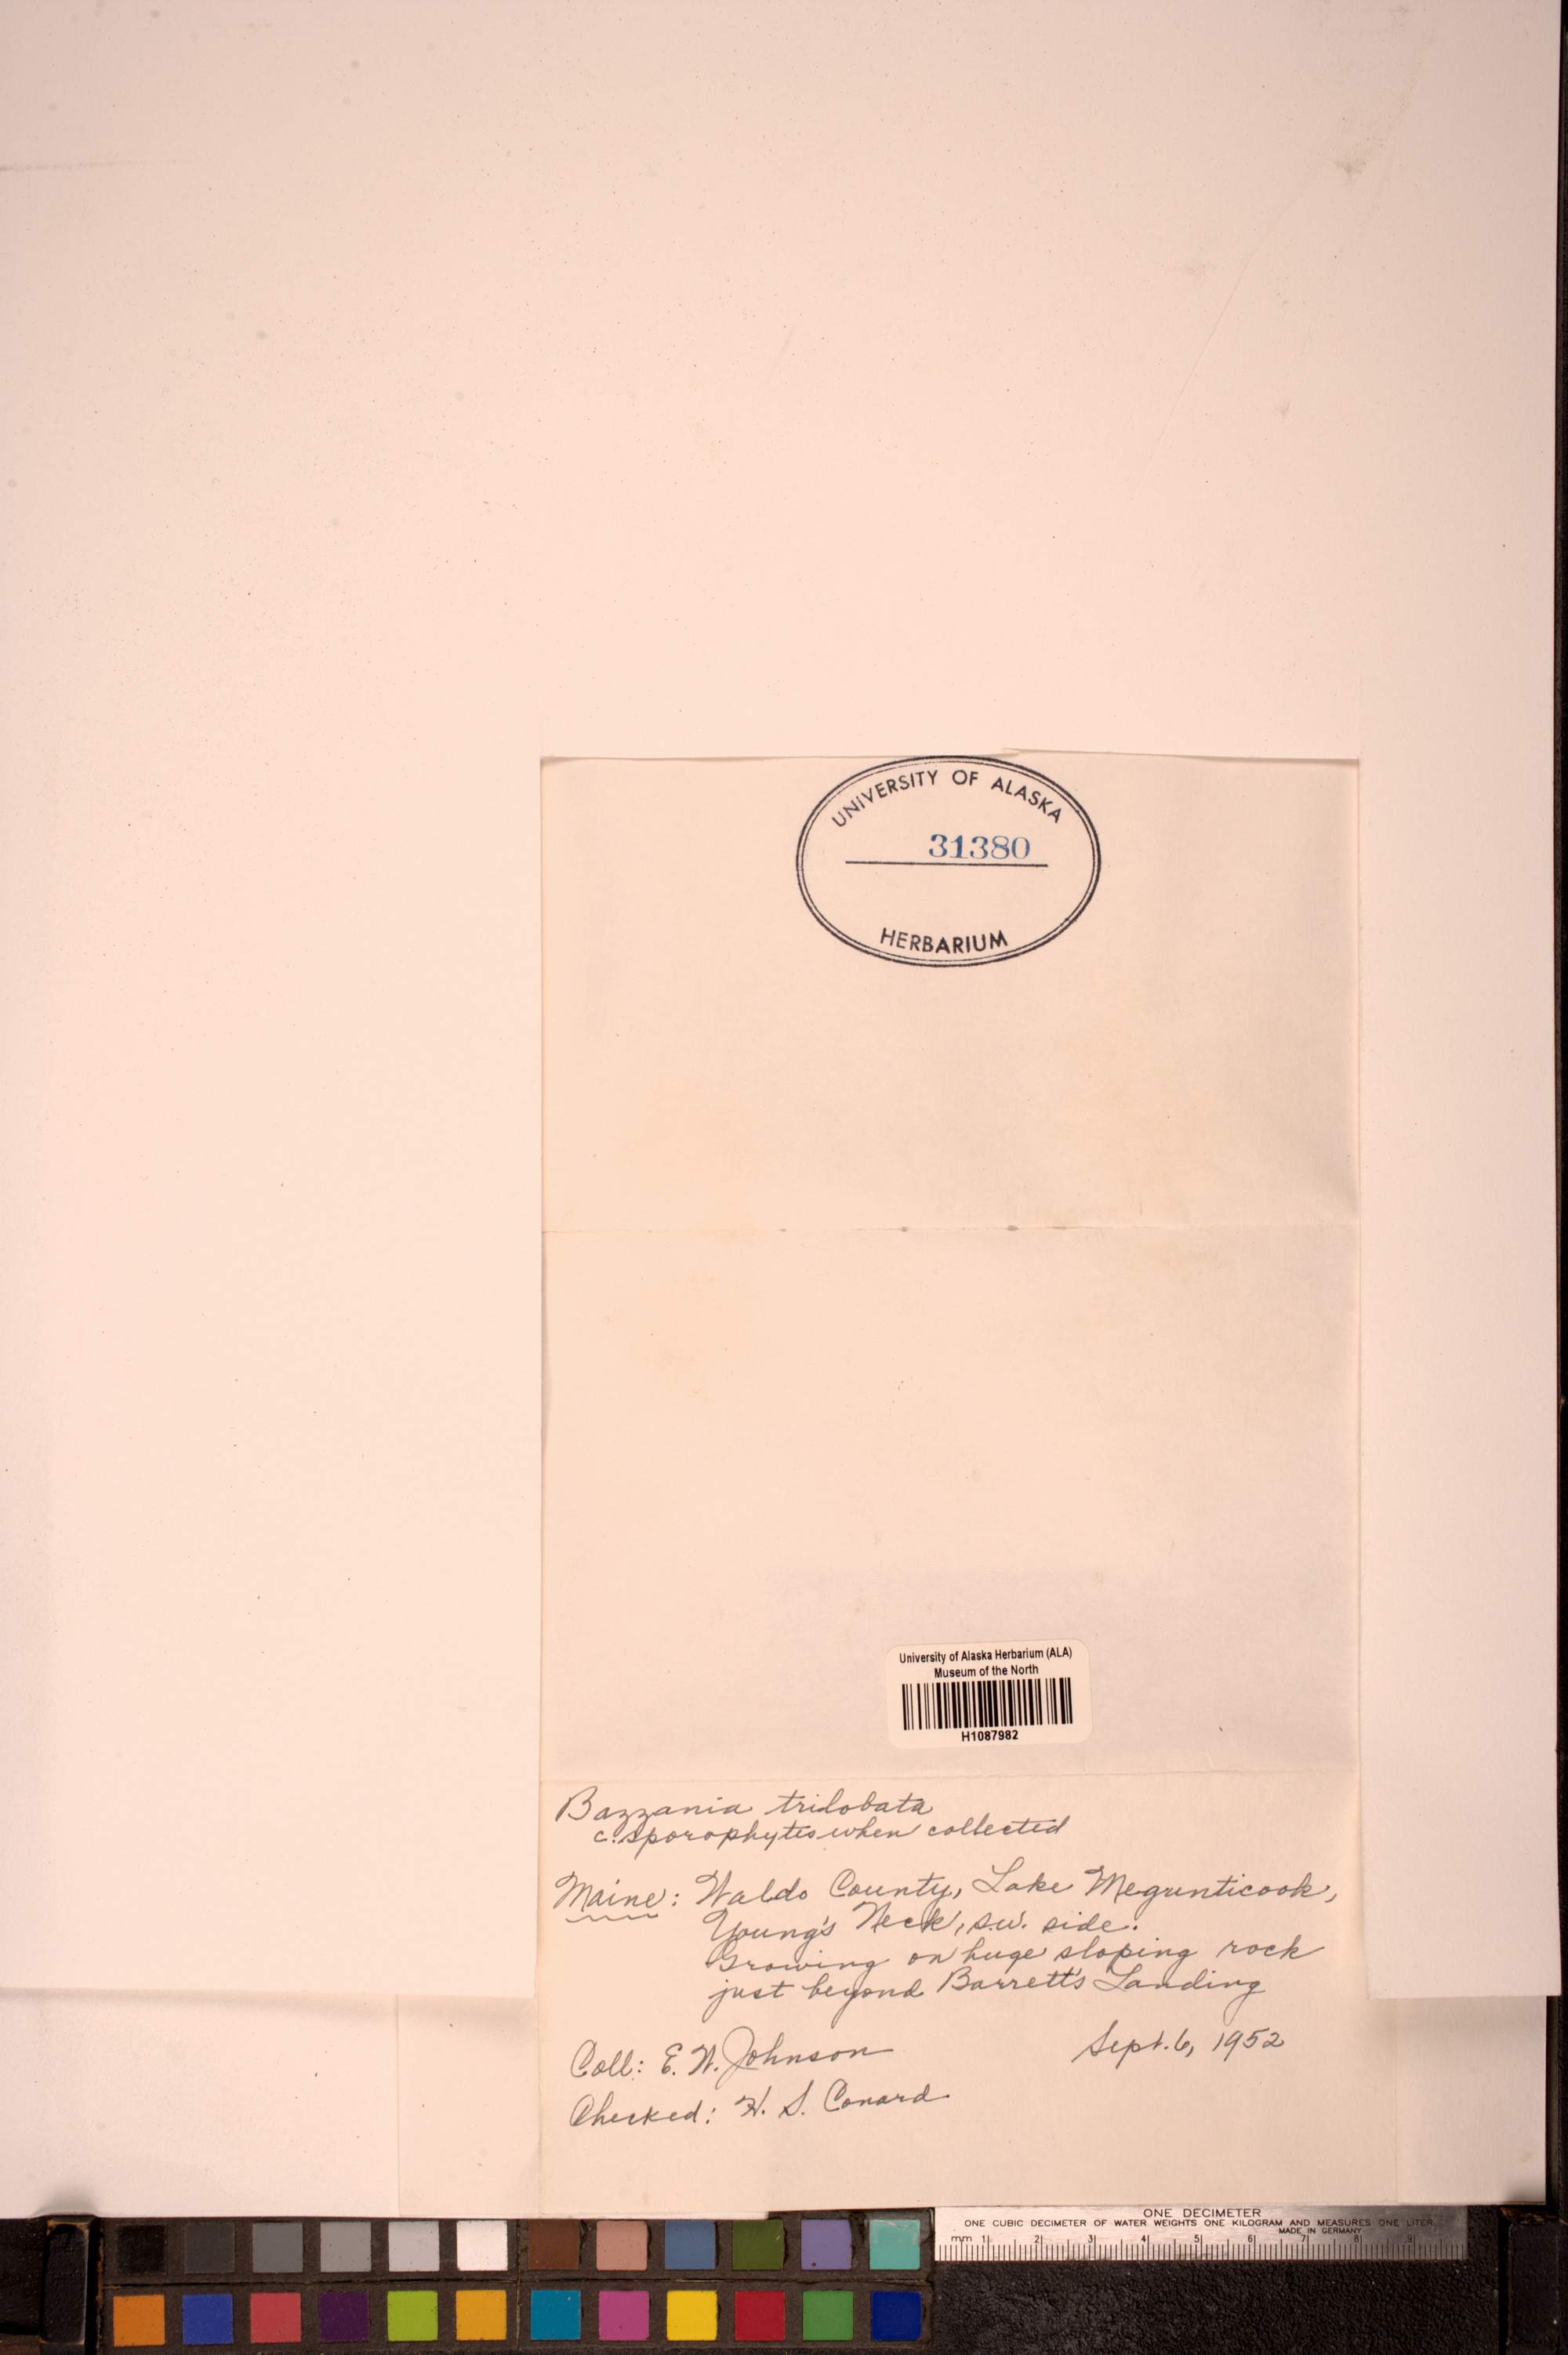 UNIVERSITY OF ALASKA
31380
HERBARIUM
University of Alaska Herbarium (ALA)
Museum of the North
H1087982
Bazzania trilobata
c. sporophytes when collected
Maine: Waldo County, Lake Megunticook,
Young's Neck, s.w. side.
Growing on huge sloping rock
just beyond Barrett's Landing
Coll: E. W. Johnson Sept. 6, 1952
Checked: H. S. Conard
ONE DECIMETER
ONE CUBIC DECIMETER OF WATER WEIGHTS ONE KILOGRAM AND MEASURES ONE LITER
MADE IN GERMANY
mm 1 2 3 4 5 6 7 8 9